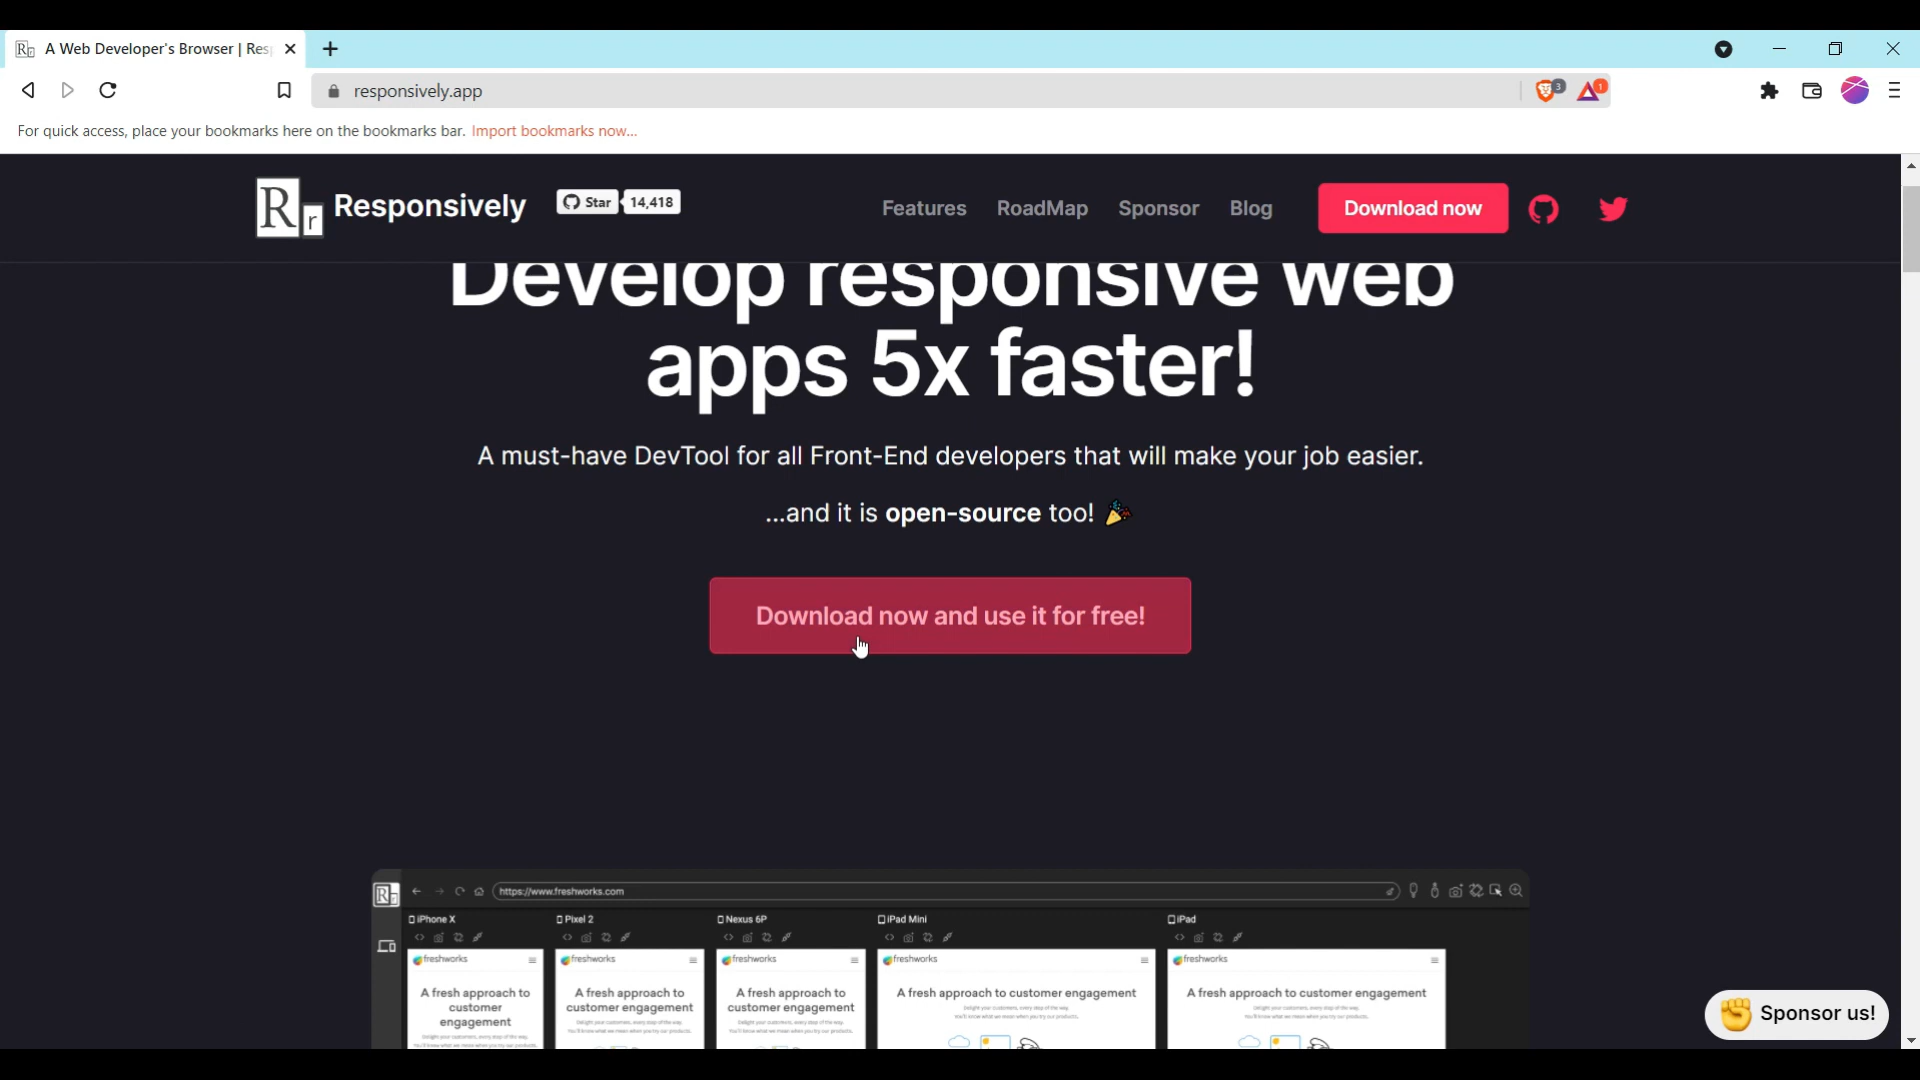 A Web Developer's Browser | Res
responsively.app
3
1
For quick access, place your bookmarks here on the bookmarks bar. Import bookmarks now...
Rr Responsively
Star 14,418
Features RoadMap Sponsor Blog Download now
Develop responsive web
apps 5x faster!
A must-have DevTool for all Front-End developers that will make your job easier.
...and it is open-source too! 🎉
Download now and use it for free!
https://www.freshworks.com
iPhone X Pixel 2 Nexus 6P iPad Mini iPad
freshworks freshworks freshworks freshworks freshworks
A fresh approach to
customer
engagement
A fresh approach to
customer engagement
A fresh approach to
customer engagement
A fresh approach to customer engagement
A fresh approach to customer engagement
Sponsor us!